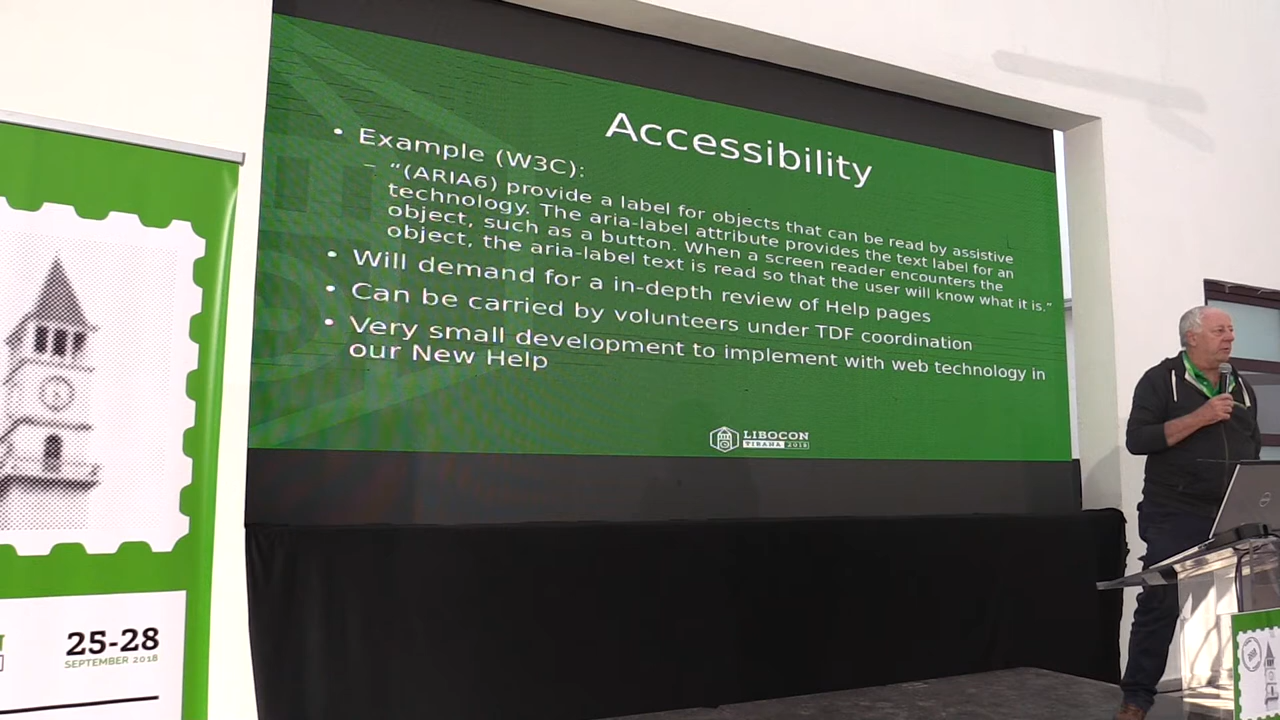 Accessibility
• Example (W3C):
– “(ARIA6) provide a label for objects that can be read by assistive
technology. The aria-label attribute provides the text label for an
object, such as a button. When a screen reader encounters the
object, the aria-label text is read so that the user will know what it is.”
• Will demand for a in-depth review of Help pages
• Can be carried by volunteers under TDF coordination
• Very small development to implement with web technology in
our New Help
LIBOCON
TIRANA 2018
25-28
SEPTEMBER 2018
DELL